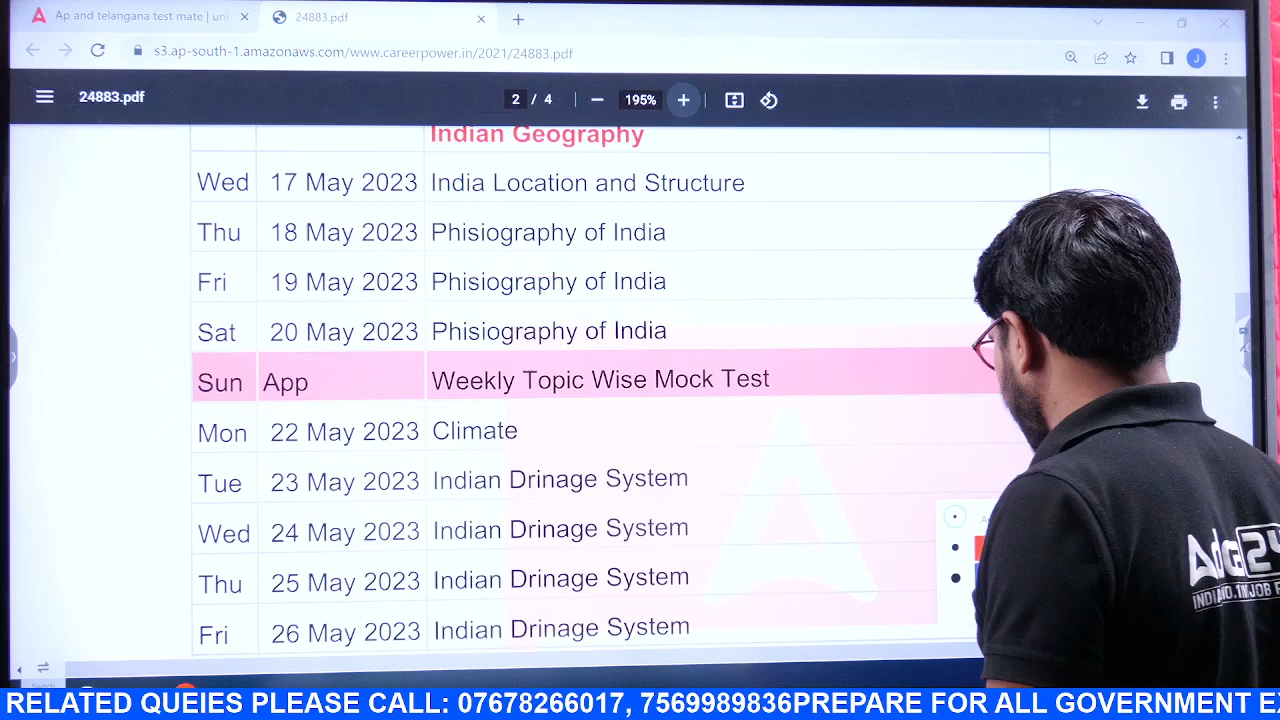 Ap and telangana test mate | unl
24883.pdf
s3.ap-south-1.amazonaws.com/www.careerpower.in/2021/24883.pdf
J
24883.pdf
2 / 4
195%
Indian Geography
Wed 17 May 2023 India Location and Structure
Thu 18 May 2023 Phisiography of India
Fri 19 May 2023 Phisiography of India
Sat 20 May 2023 Phisiography of India
Sun App Weekly Topic Wise Mock Test
Mon 22 May 2023 Climate
Tue 23 May 2023 Indian Drinage System
Wed 24 May 2023 Indian Drinage System
Thu 25 May 2023 Indian Drinage System
Fri 26 May 2023 Indian Drinage System
RELATED QUEIES PLEASE CALL: 07678266017, 7569989836PREPARE FOR ALL GOVERNMENT EX